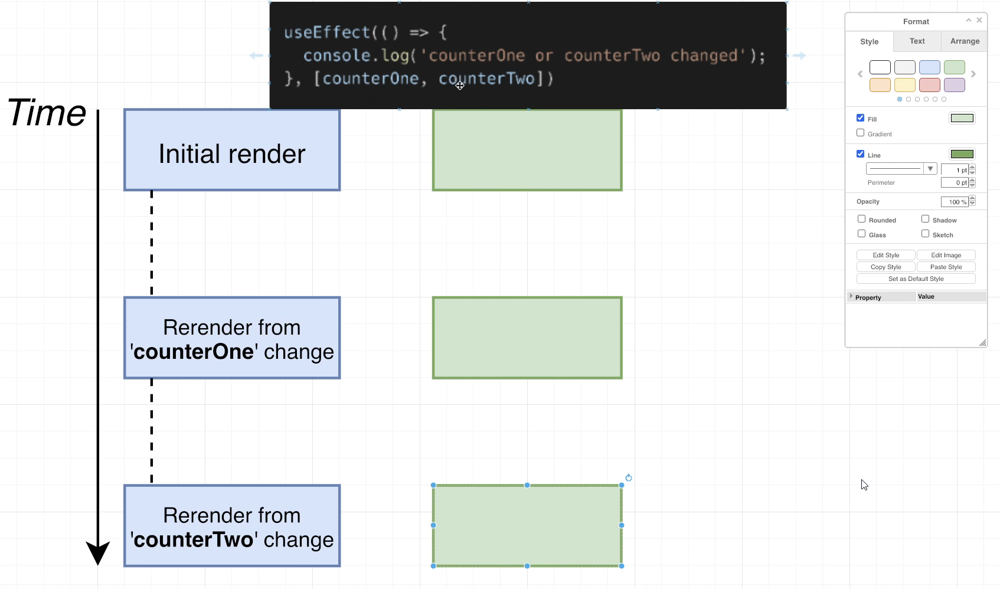 useEffect(() => {
  console.log('counterOne or counterTwo changed');
}, [counterOne, counterTwo])
Time
Initial render
Rerender from
'counterOne' change
Rerender from
'counterTwo' change
Format
Style
Text
Arrange
Fill
Gradient
Line
1 pt
Perimeter
0 pt
Opacity
100 %
Rounded
Shadow
Glass
Sketch
Edit Style
Edit Image
Copy Style
Paste Style
Set as Default Style
Property
Value